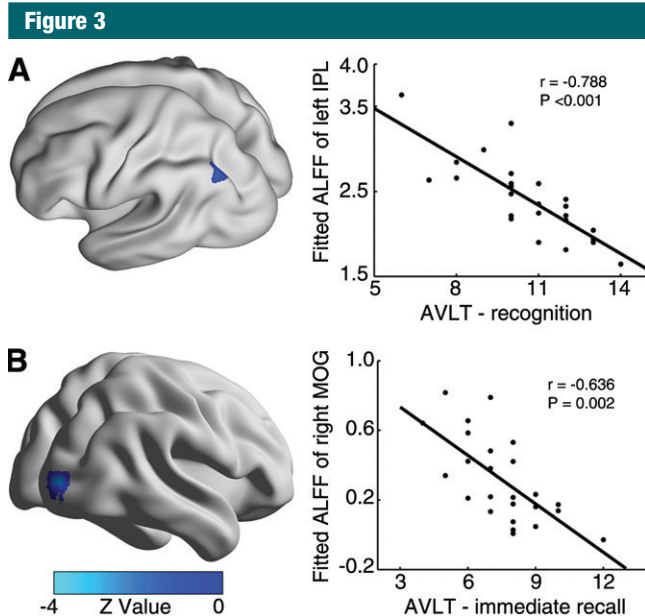 Figure 3
A
4.0
3.5
2.5
1.5
Fitted ALFF of left IPL
r = -0.788
P <0.001
5 8 11 14
AVLT - recognition
B
1.0
0.6
0.2
-0.2
Fitted ALFF of right MOG
r = -0.636
P = 0.002
3 6 9 12
AVLT - immediate recall
-4 Z Value 0